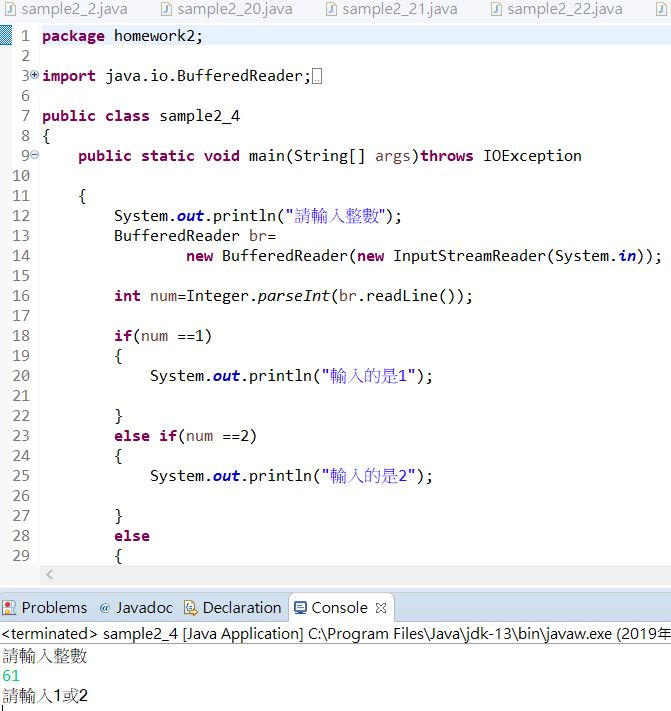 sample2_2.java sample2_20.java sample2_21.java sample2_22.java
1 package homework2;
2
3 import java.io.BufferedReader;
6
7 public class sample2_4
8 {
9 public static void main(String[] args)throws IOException
10
11 {
12 System.out.println("請輸入整數");
13 BufferedReader br=
14 new BufferedReader(new InputStreamReader(System.in));
15
16 int num=Integer.parseInt(br.readLine());
17
18 if(num ==1)
19 {
20 System.out.println("輸入的是1");
21
22 }
23 else if(num ==2)
24 {
25 System.out.println("輸入的是2");
26
27 }
28 else
29 {
Problems @ Javadoc Declaration Console
<terminated> sample2_4 [Java Application] C:\Program Files\Java\jdk-13\bin\javaw.exe (2019年
請輸入整數
61
請輸入1或2